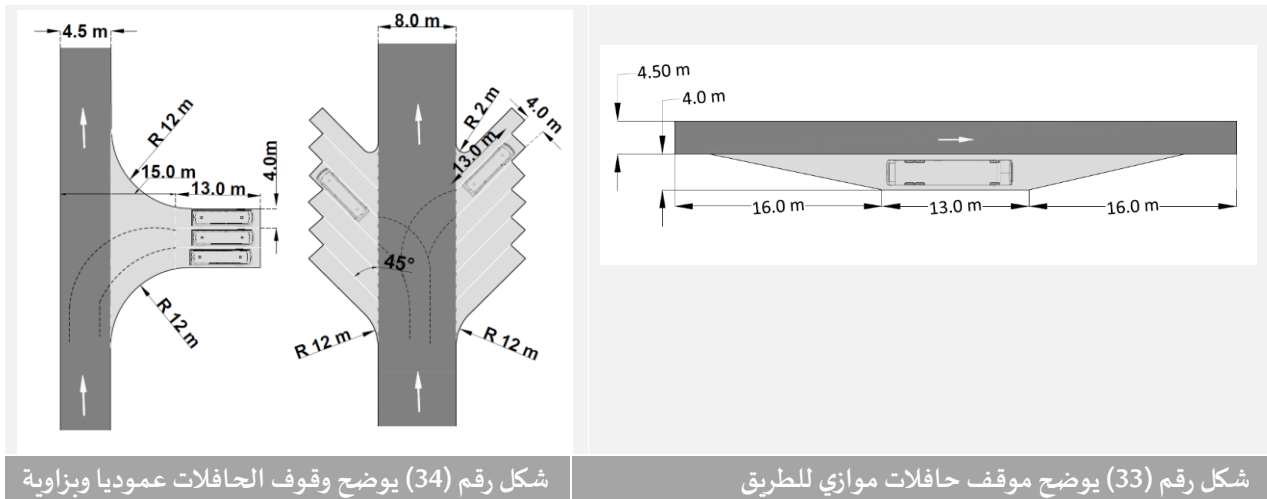 4.5 m
R 12 m
15.0 m
13.0 m
4.0m
R 12 m
8.0 m
R 2 m
4.0 m
13.0 m
45°
R 12 m
R 12 m
4.50 m
4.0 m
16.0 m
13.0 m
16.0 m
شكل رقم (33) يوضح موقف حافلات موازي للطريق
شكل رقم (34) يوضح وقوف الحافلات عموديا وبزاوية